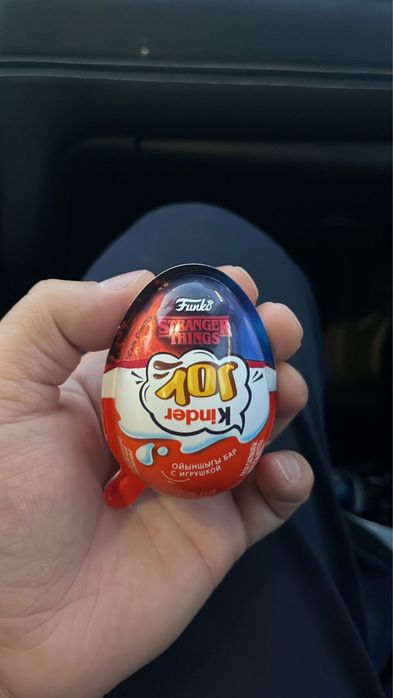 Funko
STRANGER
THINGS
Kinder
JOY
ОЙЫНШЫҒЫ БАР
С ИГРУШКОЙ